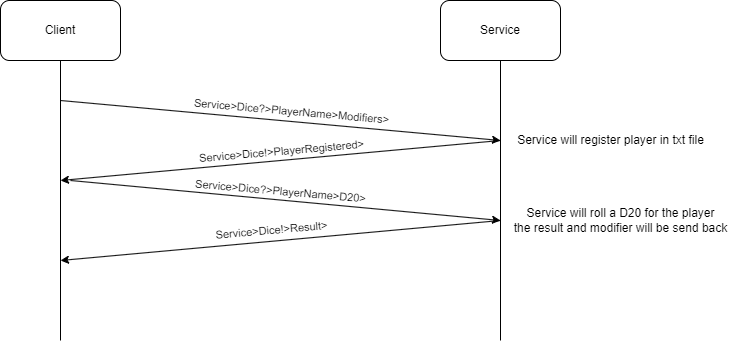 Client
Service
Service>Dice?>PlayerName>Modifiers>
Service will register player in txt file
Service>Dice!>PlayerRegistered>
Service>Dice?>PlayerName>D20>
Service will roll a D20 for the player
the result and modifier will be send back
Service>Dice!>Result>